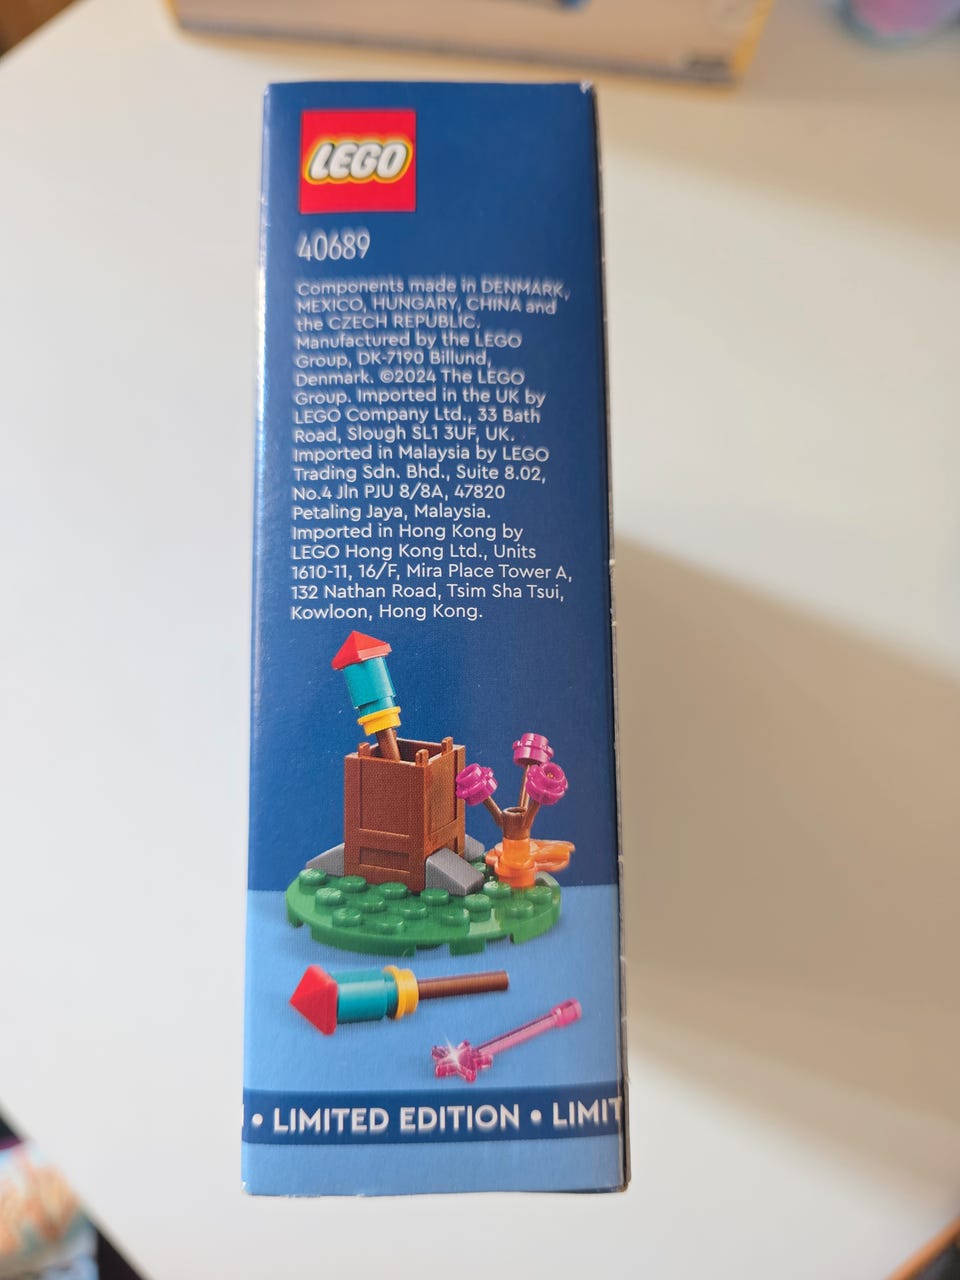 LEGO
40689
Components made in DENMARK,
MEXICO, HUNGARY, CHINA and
the CZECH REPUBLIC.
Manufactured by the LEGO
Group, DK-7190 Billund,
Denmark. ©2024 The LEGO
Group. Imported in the UK by
LEGO Company Ltd., 33 Bath
Road, Slough SL1 3UF, UK.
Imported in Malaysia by LEGO
Trading Sdn. Bhd., Suite 8.02,
No.4 Jln PJU 8/8A, 47820
Petaling Jaya, Malaysia.
Imported in Hong Kong by
LEGO Hong Kong Ltd., Units
1610-11, 16/F, Mira Place Tower A,
132 Nathan Road, Tsim Sha Tsui,
Kowloon, Hong Kong.
• LIMITED EDITION • LIMIT